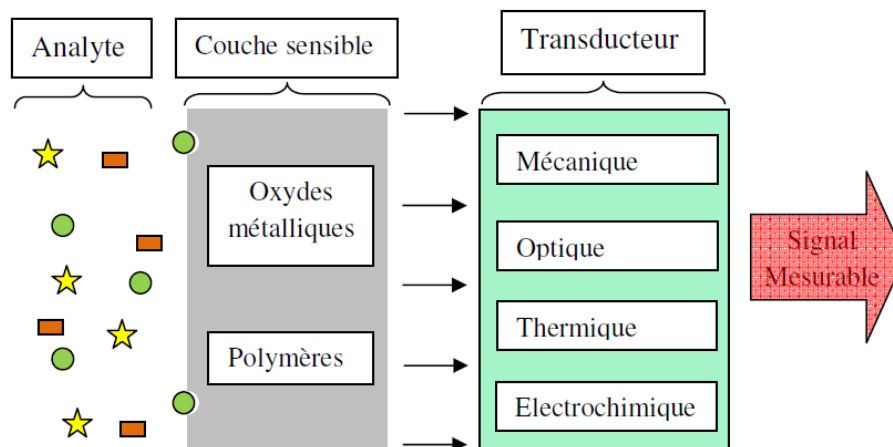 Analyte
Couche sensible
Transducteur
Oxydes
métalliques
Polymères
Mécanique
Optique
Thermique
Electrochimique
Signal
Mesurable